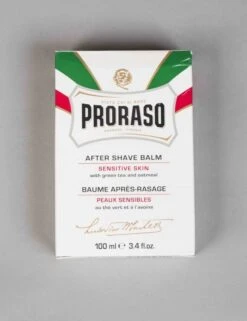 PRORASO
AFTER SHAVE BALM
SENSITIVE SKIN
with green tea and oatmeal
BAUME APRÈS-RASAGE
PEAUX SENSIBLES
au thé vert et à l'avoine
100 ml ℮ 3.4 fl.oz.